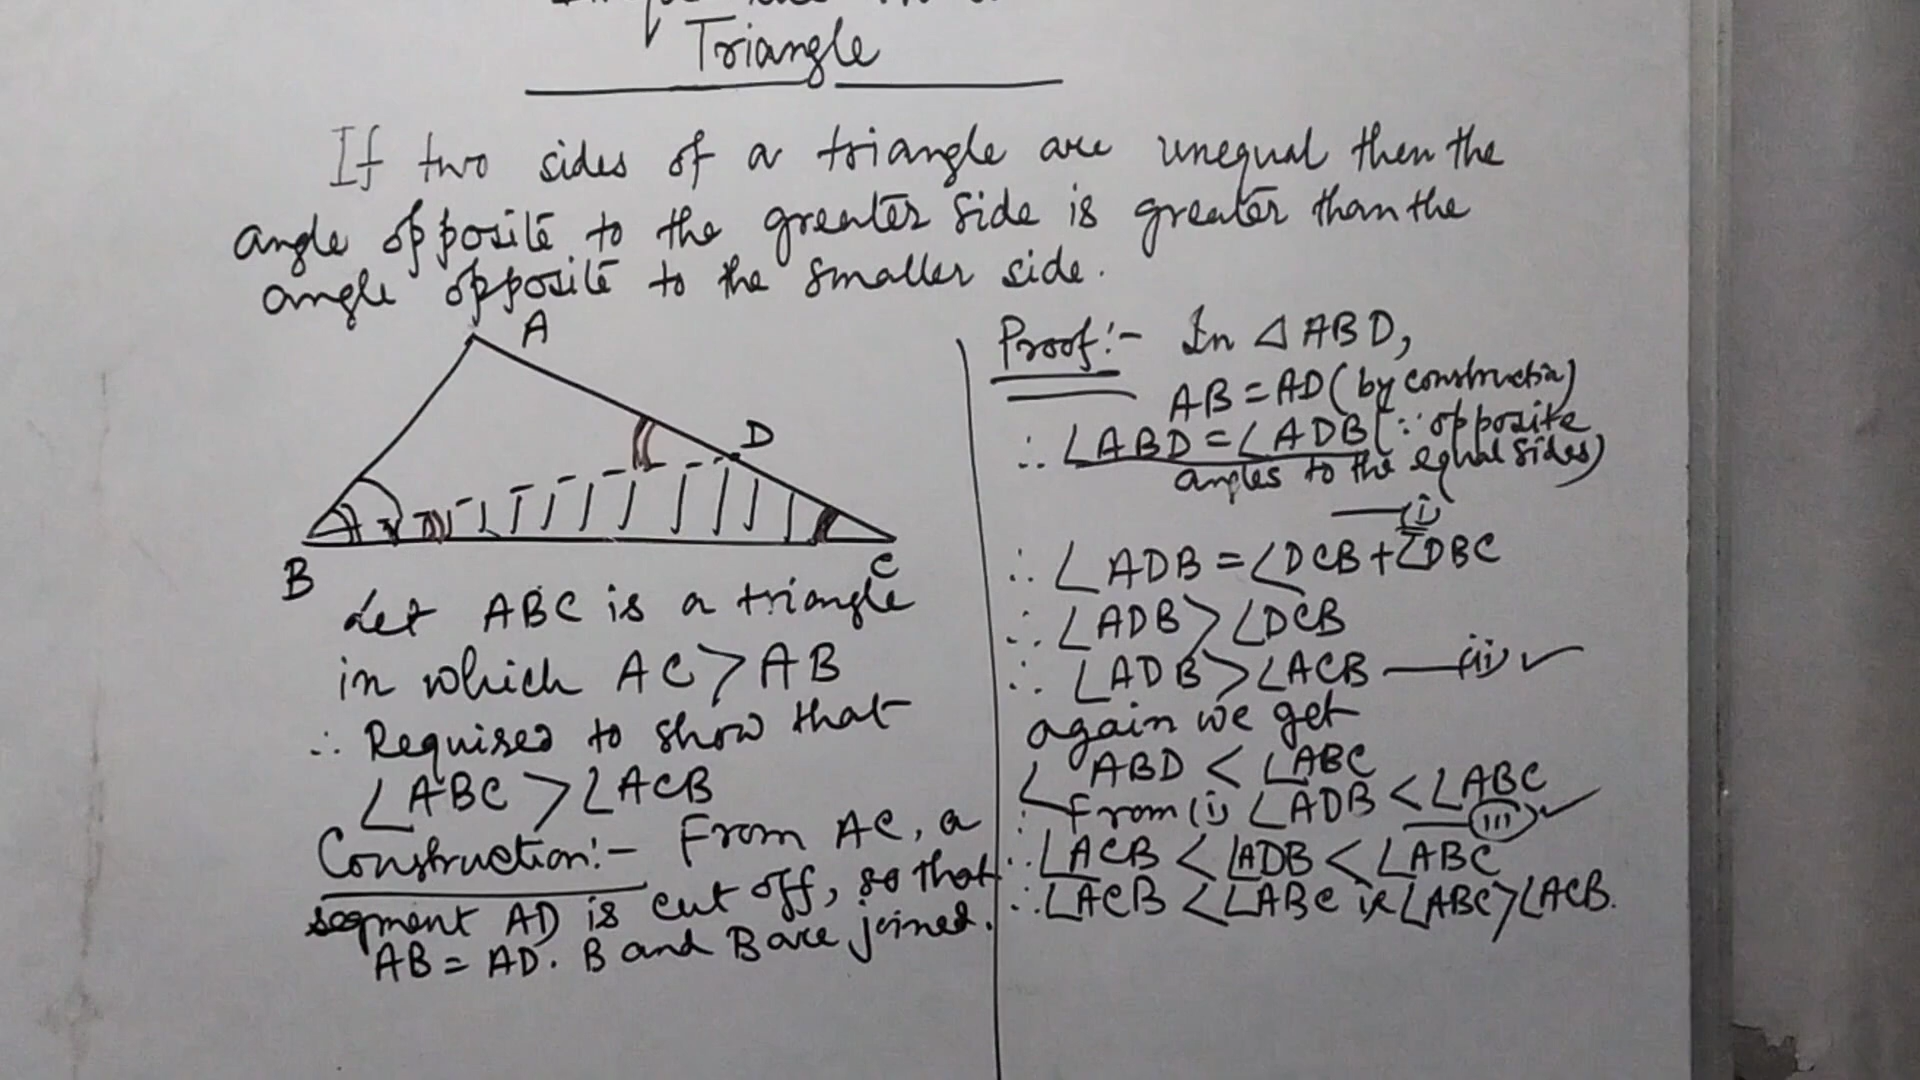 Triangle
If two sides of a triangle are unequal then the
angle opposite to the greater side is greater than the
angle opposite to the smaller side.
A
D
B
C
Let ABC is a triangle
in which AC > AB
∴ Required to show that
∠ABC > ∠ACB
Construction:- From AC, a
segment AD is cut off, so that
AB = AD. B and B are joined.
Proof:- In △ABD,
AB = AD (by construction)
∴ ∠ABD = ∠ADB (∵ opposite
angles to the equal sides)
—(i)
∴ ∠ADB = ∠DCB + ∠DBC
∴ ∠ADB > ∠DCB
∴ ∠ADB > ∠ACB —(ii) ✓
again we get
∠ABD < ∠ABC
∴ from (i) ∠ADB < ∠ABC
—(iii) ✓
∴ ∠ACB < ∠ADB < ∠ABC
∴ ∠ACB < ∠ABC ie ∠ABC > ∠ACB.